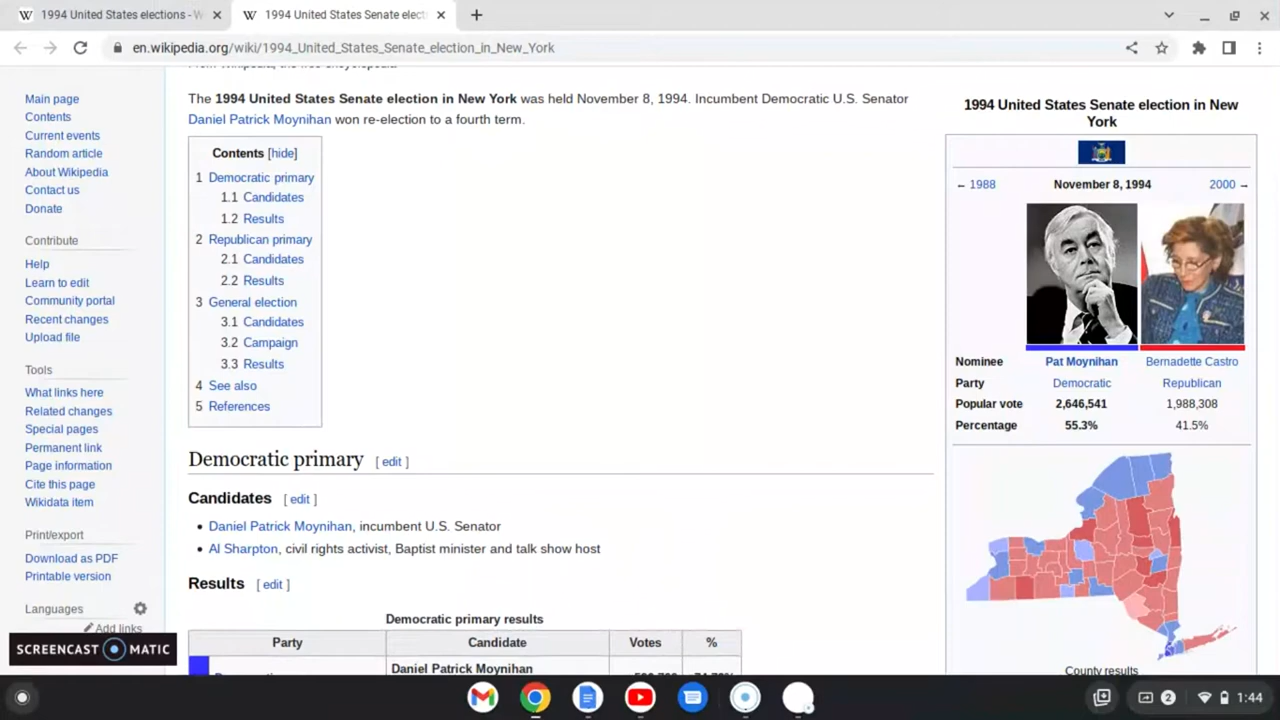 1994 United States elections - W
1994 United States Senate elect
en.wikipedia.org/wiki/1994_United_States_Senate_election_in_New_York
From Wikipedia, the free encyclopedia
Main page
Contents
Current events
Random article
About Wikipedia
Contact us
Donate
Contribute
Help
Learn to edit
Community portal
Recent changes
Upload file
Tools
What links here
Related changes
Special pages
Permanent link
Page information
Cite this page
Wikidata item
Print/export
Download as PDF
Printable version
Languages
Add links
SCREENCAST MATIC
The 1994 United States Senate election in New York was held November 8, 1994. Incumbent Democratic U.S. Senator
Daniel Patrick Moynihan won re-election to a fourth term.
Contents [hide]
1 Democratic primary
1.1 Candidates
1.2 Results
2 Republican primary
2.1 Candidates
2.2 Results
3 General election
3.1 Candidates
3.2 Campaign
3.3 Results
4 See also
5 References
Democratic primary [ edit ]
Candidates [ edit ]
• Daniel Patrick Moynihan, incumbent U.S. Senator
• Al Sharpton, civil rights activist, Baptist minister and talk show host
Results [ edit ]
Democratic primary results
Party Candidate Votes %
Daniel Patrick Moynihan
1994 United States Senate election in New
York
← 1988 November 8, 1994 2000 →
Nominee Pat Moynihan Bernadette Castro
Party Democratic Republican
Popular vote 2,646,541 1,988,308
Percentage 55.3% 41.5%
County results
2 1:44